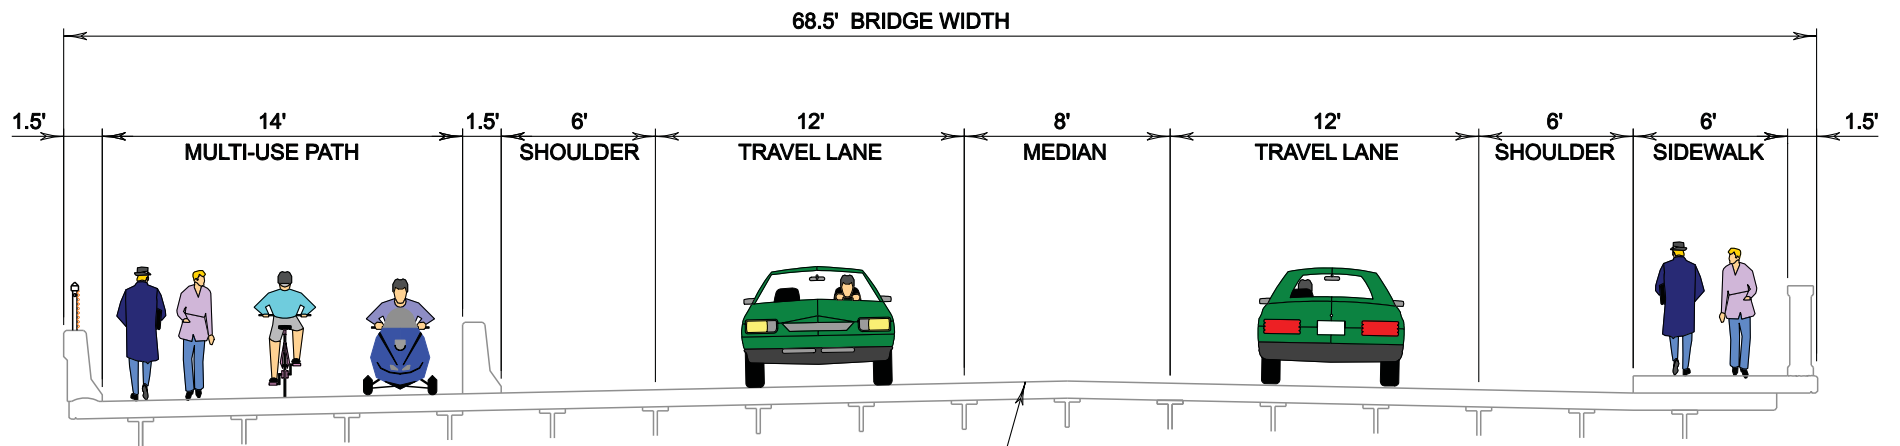 68.5' BRIDGE WIDTH
1.5' 14' 1.5' 6' 12' 8' 12' 6' 6' 1.5'
MULTI-USE PATH SHOULDER TRAVEL LANE MEDIAN TRAVEL LANE SHOULDER SIDEWALK